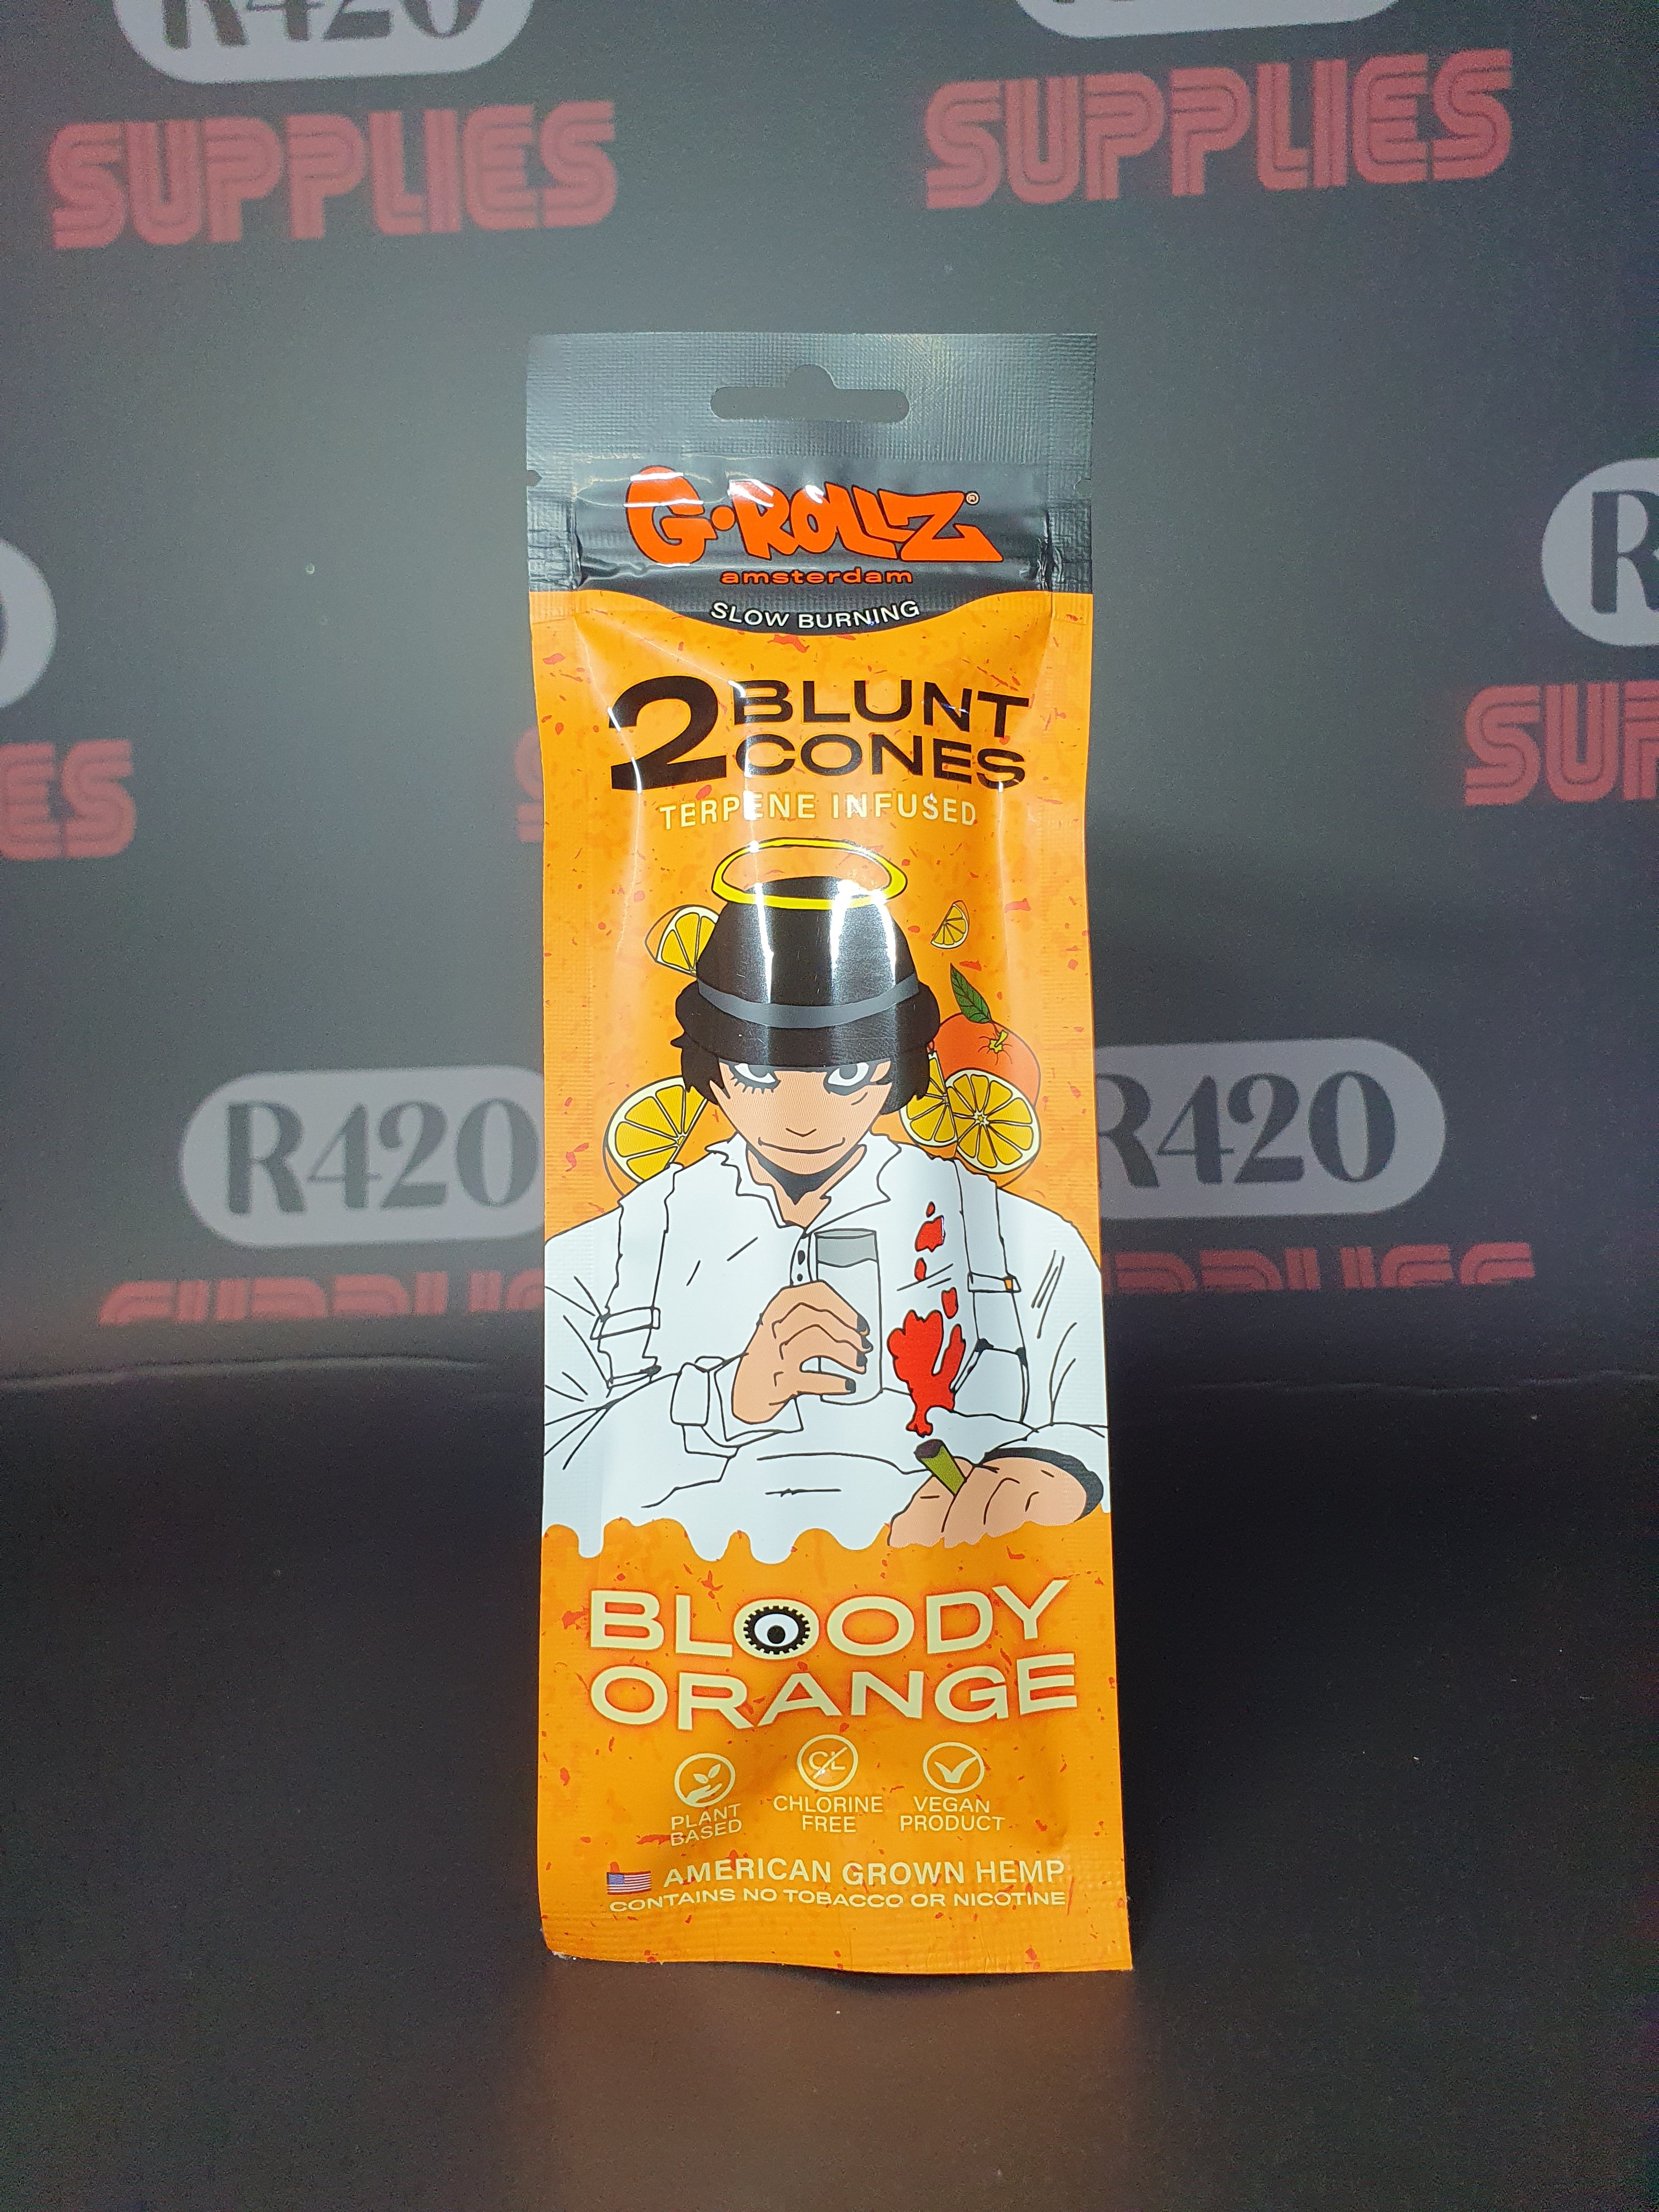 R420
SUPPLIES
SUPPLIES
G·ROLLZ®
amsterdam
SLOW BURNING
2 BLUNT
CONES
TERPENE INFUSED
R420
R420
BLOODY
ORANGE
PLANT
BASED
CL
CHLORINE
FREE
VEGAN
PRODUCT
AMERICAN GROWN HEMP
CONTAINS NO TOBACCO OR NICOTINE